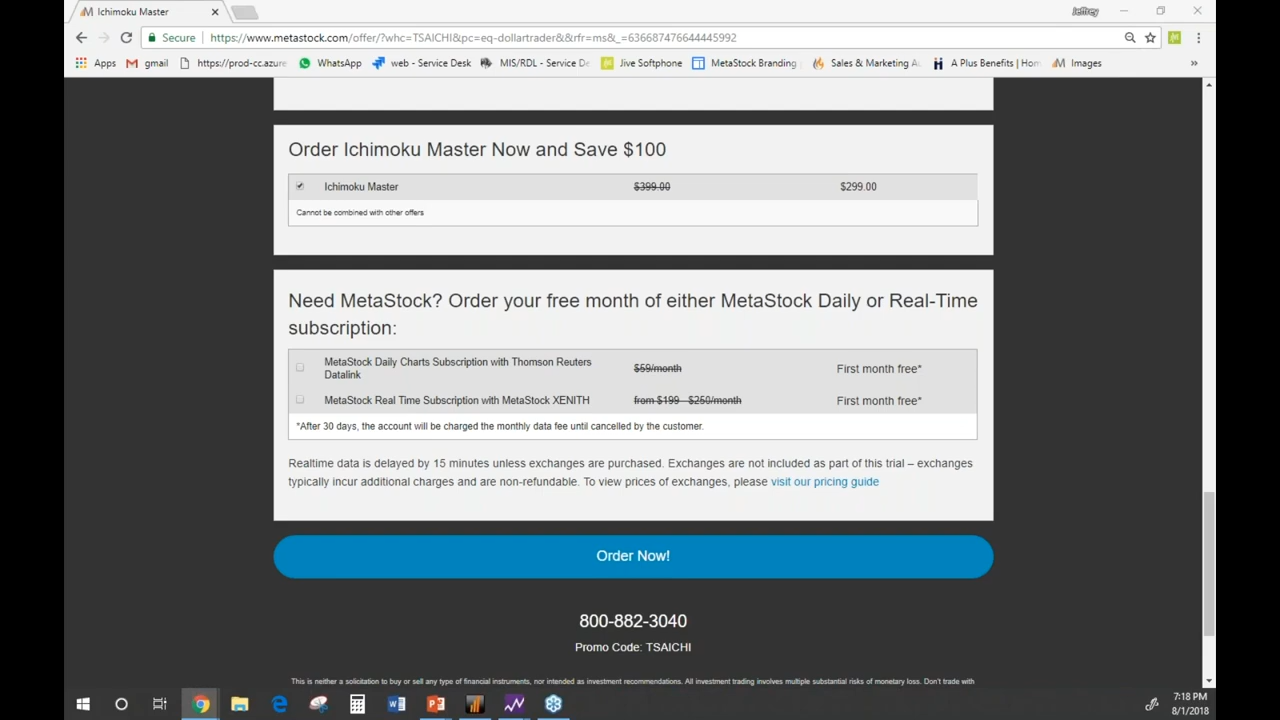 Ichimoku Master
Jeffrey
Secure
https://www.metastock.com/offer/?whc=TSAICHI&pc=eq-dollartrader&&rfr=ms&_=636687476644445992
Apps
gmail
https://prod-cc.azure
WhatsApp
web - Service Desk
MIS/RDL - Service De
Jive Softphone
MetaStock Branding
Sales & Marketing Au
A Plus Benefits | Hom
Images
»
Order Ichimoku Master Now and Save $100
Ichimoku Master $399.00 $299.00
Cannot be combined with other offers
Need MetaStock? Order your free month of either MetaStock Daily or Real-Time
subscription:
MetaStock Daily Charts Subscription with Thomson Reuters
Datalink
$59/month First month free*
MetaStock Real Time Subscription with MetaStock XENITH from $199 - $250/month First month free*
*After 30 days, the account will be charged the monthly data fee until cancelled by the customer.
Realtime data is delayed by 15 minutes unless exchanges are purchased. Exchanges are not included as part of this trial – exchanges
typically incur additional charges and are non-refundable. To view prices of exchanges, please visit our pricing guide
Order Now!
800-882-3040
Promo Code: TSAICHI
This is neither a solicitation to buy or sell any type of financial instruments, nor intended as investment recommendations. All investment trading involves multiple substantial risks of monetary loss. Don't trade with
7:18 PM
8/1/2018